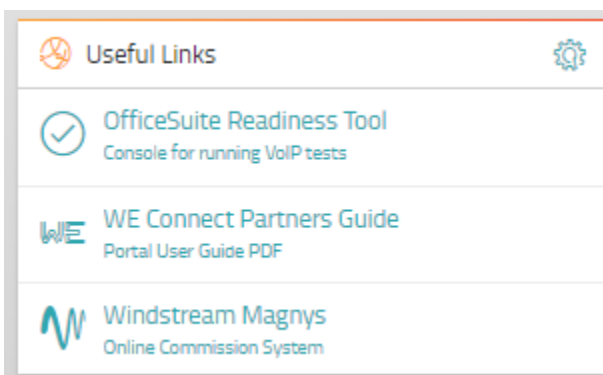 Useful Links
OfficeSuite Readiness Tool
Console for running VoIP tests
WE
WE Connect Partners Guide
Portal User Guide PDF
Windstream Magnys
Online Commission System